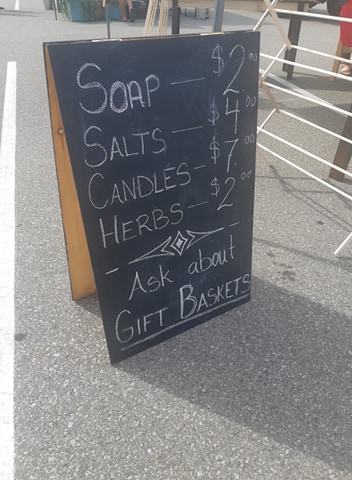 SOAP — $2.00
SALTS — $4.00
CANDLES - $7.00
HERBS - $2.00
Ask about
GIFT BASKETS